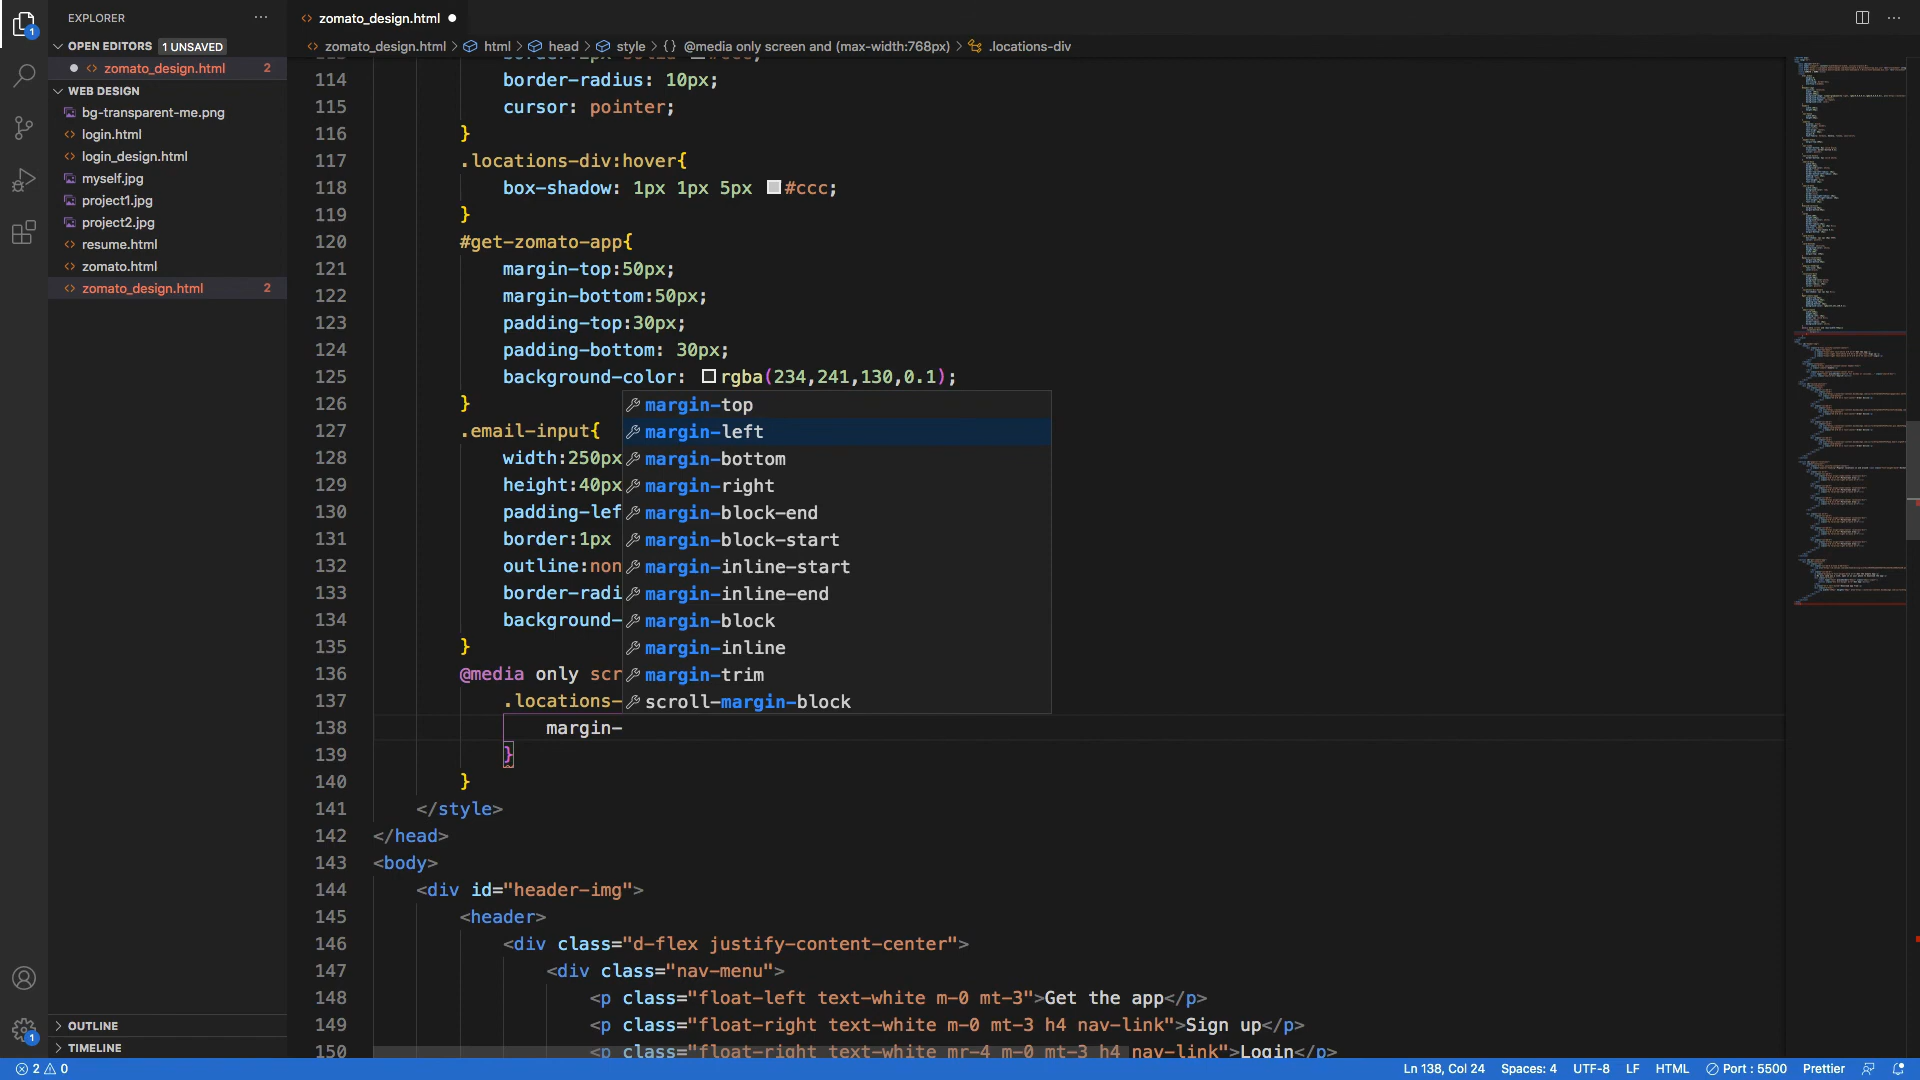 EXPLORER
zomato_design.html
OPEN EDITORS 1 UNSAVED
zomato_design.html > html > head > style > {} @media only screen and (max-width:768px) > .locations-div
zomato_design.html 2
WEB DESIGN
bg-transparent-me.png
login.html
login_design.html
myself.jpg
project1.jpg
project2.jpg
resume.html
zomato.html
zomato_design.html 2
OUTLINE
TIMELINE
114 border-radius: 10px;
115 cursor: pointer;
116 }
117 .locations-div:hover{
118 box-shadow: 1px 1px 5px #ccc;
119 }
120 #get-zomato-app{
121 margin-top:50px;
122 margin-bottom:50px;
123 padding-top:30px;
124 padding-bottom: 30px;
125 background-color: rgba(234,241,130,0.1);
126 }
127 .email-input{
128 width:250px
129 height:40px
130 padding-lef
131 border:1px
132 outline:non
133 border-radi
134 background-
135 }
136 @media only scr
137 .locations-
138 margin-
139 }
140 }
141 </style>
142 </head>
143 <body>
144 <div id="header-img">
145 <header>
146 <div class="d-flex justify-content-center">
147 <div class="nav-menu">
148 <p class="float-left text-white m-0 mt-3">Get the app</p>
149 <p class="float-right text-white m-0 mt-3 h4 nav-link">Sign up</p>
150 <p class="float-right text-white mr-4 m-0 mt-3 h4 nav-link">Login</p>
margin-top
margin-left
margin-bottom
margin-right
margin-block-end
margin-block-start
margin-inline-start
margin-inline-end
margin-block
margin-inline
margin-trim
scroll-margin-block
1
1
2 0
Ln 138, Col 24 Spaces: 4 UTF-8 LF HTML Port : 5500 Prettier